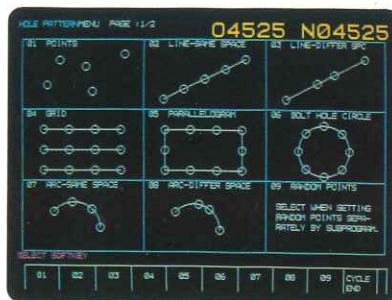 HOLE PATTERN MENU PAGE :1/2
O4525 N04525
01 POINTS
02 LINE-SAME SPACE
03 LINE-DIFFER SPC
04 GRID
05 PARALLELOGRAM
06 BOLT HOLE CIRCLE
07 ARC-SAME SPACE
08 ARC-DIFFER SPACE
09 RANDOM POINTS
SELECT WHEN SETTING
RANDOM POINTS SEPA-
RATELY BY SUBPROGRAM.
SELECT SOFTKEY
01 02 03 04 05 06 07 08 09 CYCLE
END